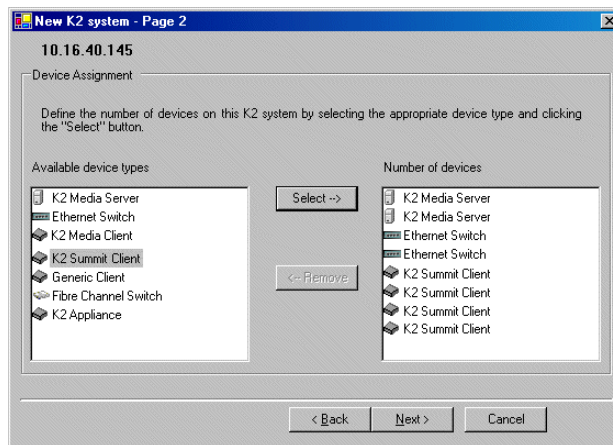 New K2 system - Page 2
10.16.40.145
Device Assignment
Define the number of devices on this K2 system by selecting the appropriate device type and clicking
the "Select" button.
Available device types
Number of devices
K2 Media Server
Ethernet Switch
K2 Media Client
K2 Summit Client
Generic Client
Fibre Channel Switch
K2 Appliance
Select -->
<-- Remove
K2 Media Server
K2 Media Server
Ethernet Switch
Ethernet Switch
K2 Summit Client
K2 Summit Client
K2 Summit Client
K2 Summit Client
< Back
Next >
Cancel